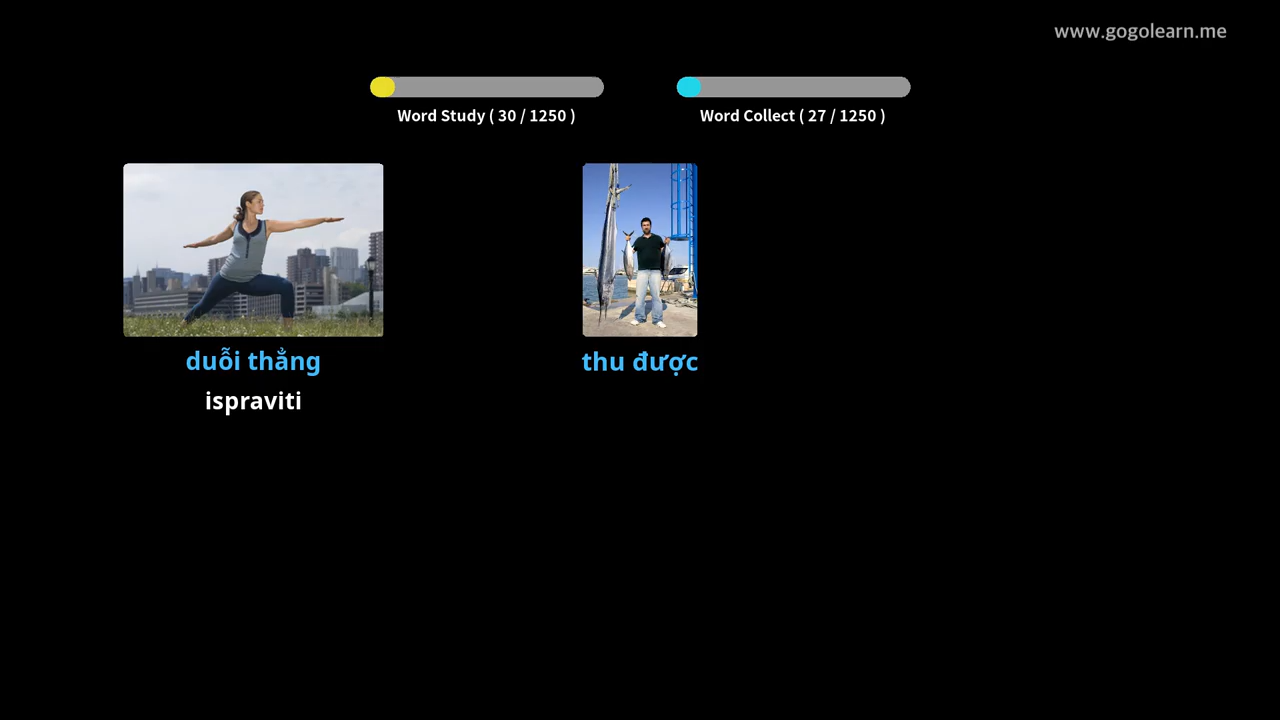 www.gogolearn.me
Word Study ( 30 / 1250 )
Word Collect ( 27 / 1250 )
duỗi thẳng
thu được
ispraviti